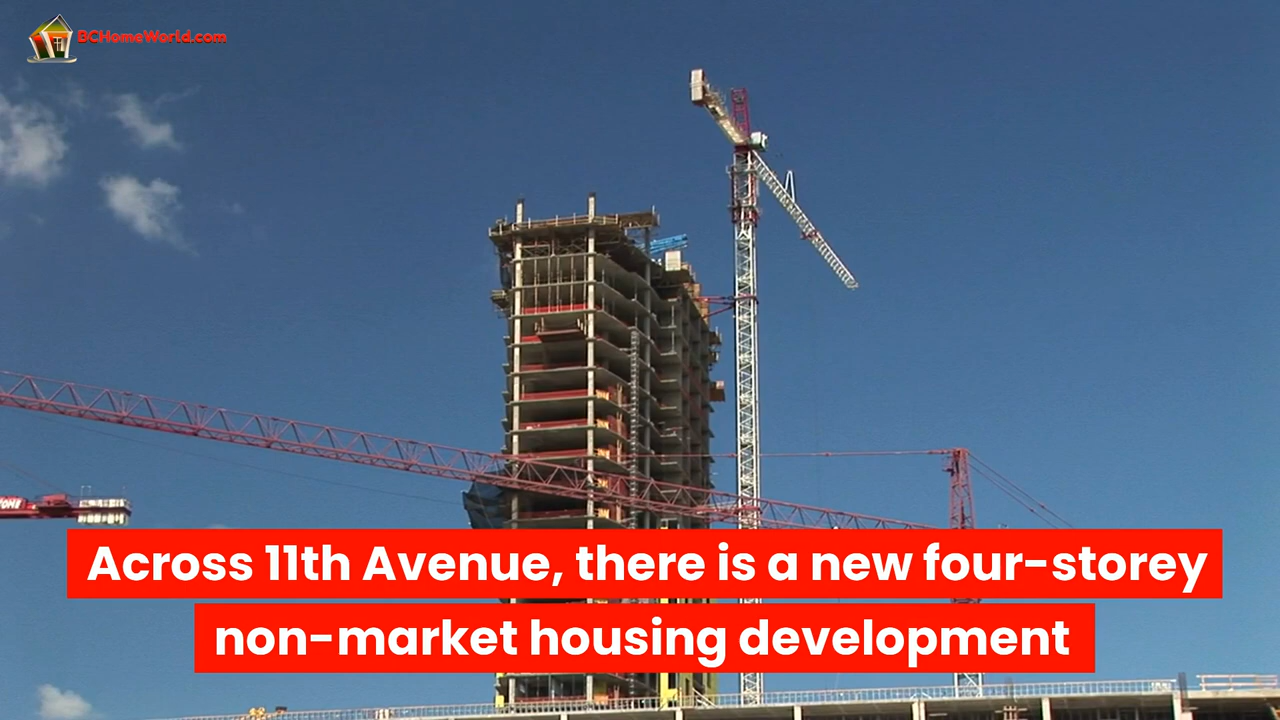 BCHomeWorld.com
Across 11th Avenue, there is a new four-storey
non-market housing development